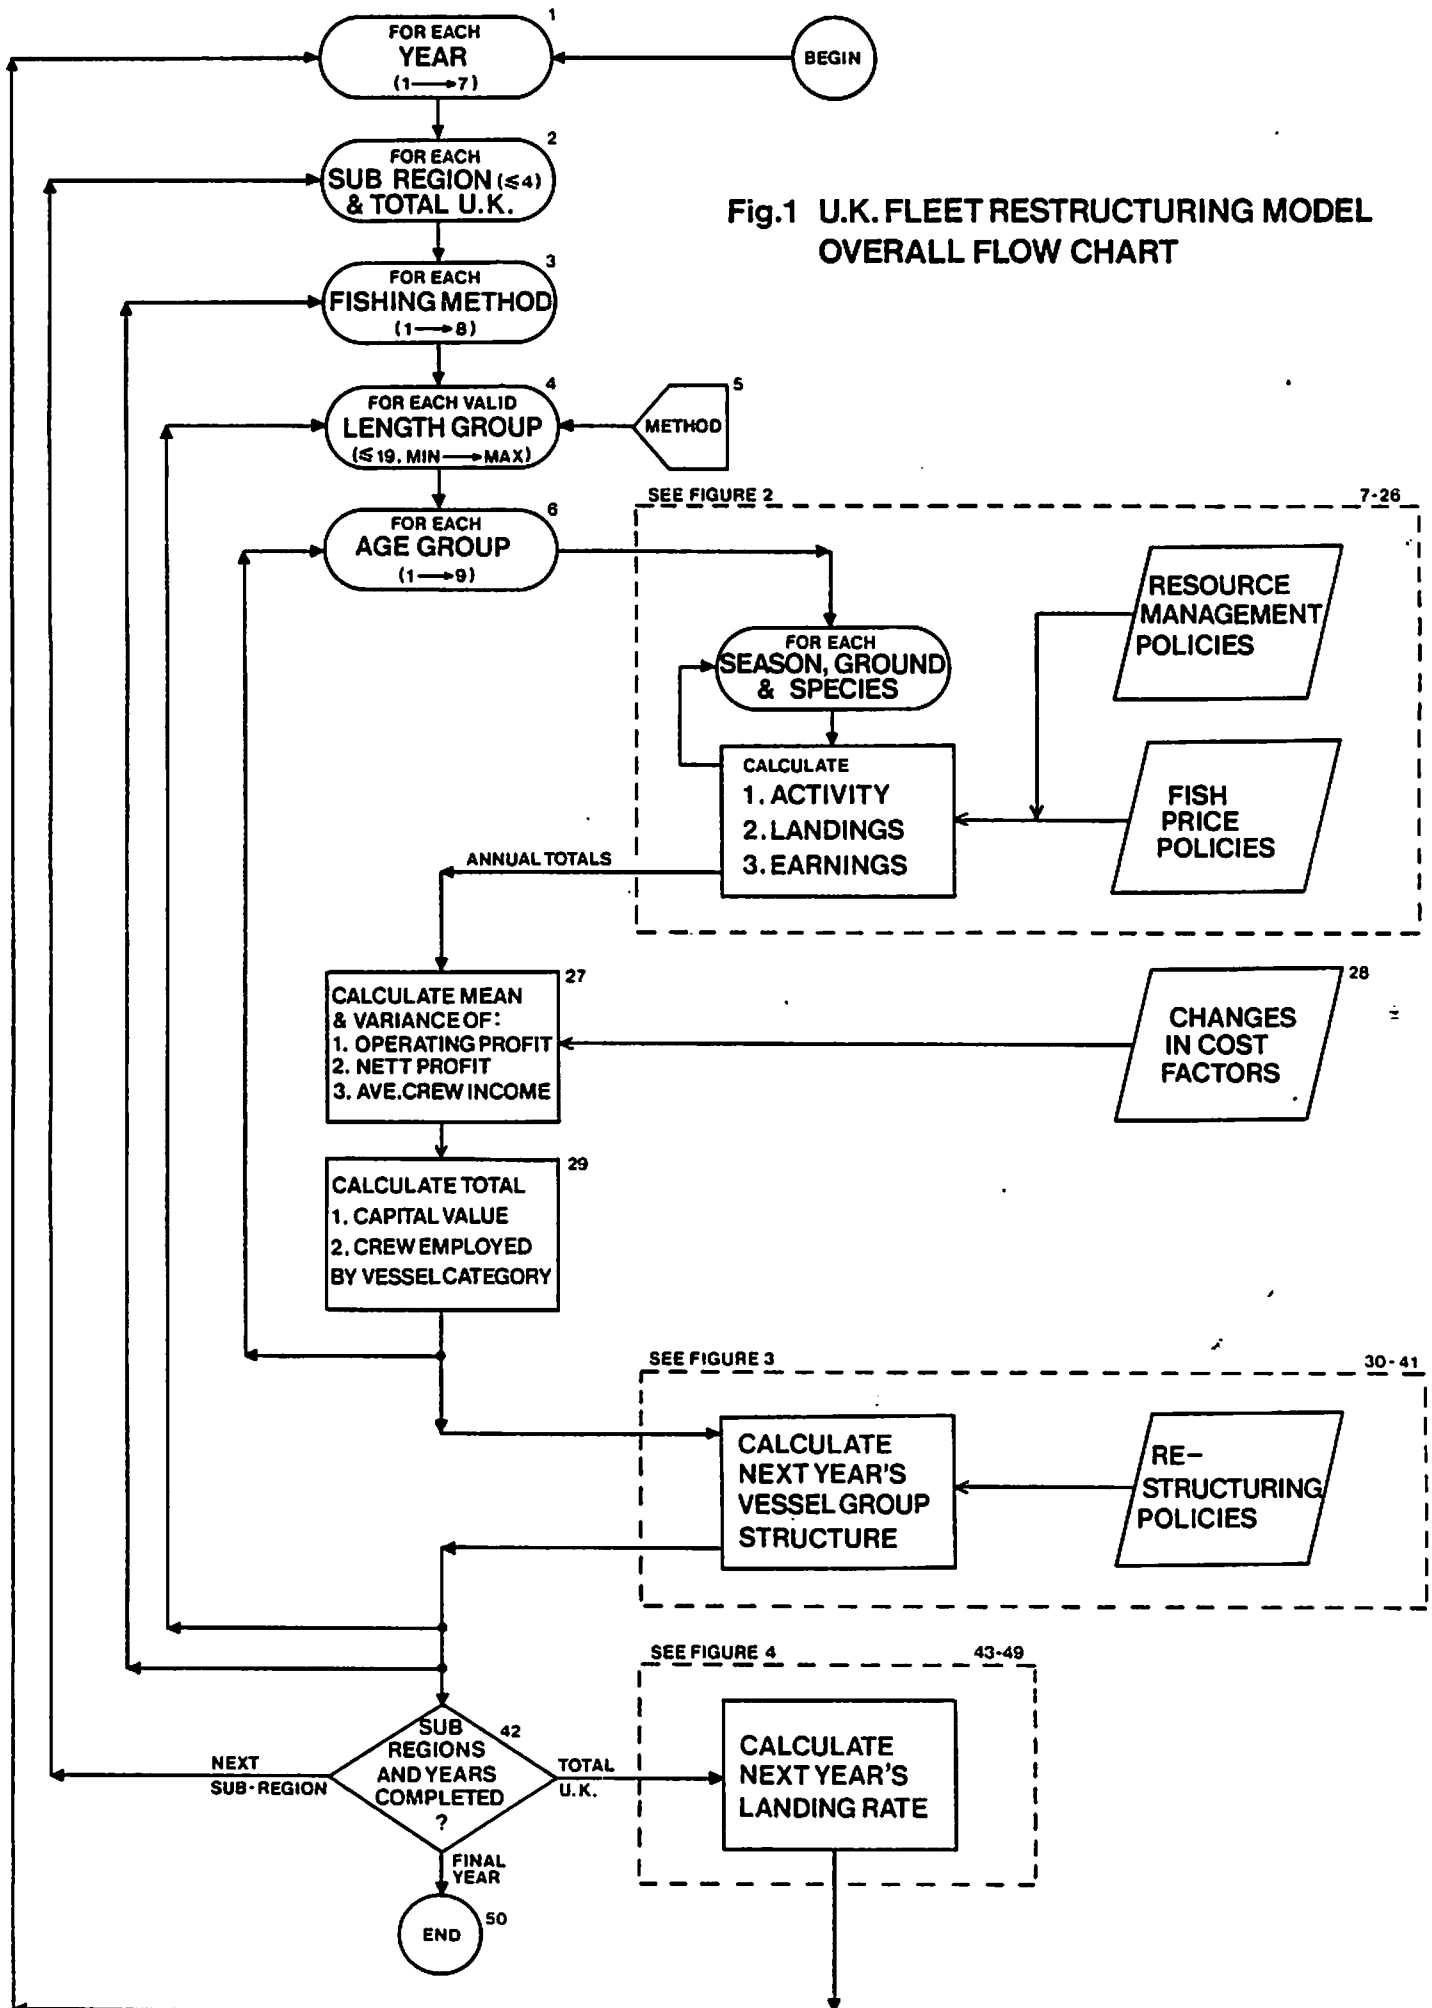 1
FOR EACH
YEAR
(1→7)
BEGIN
2
FOR EACH
SUB REGION (≤4)
& TOTAL U.K.
Fig.1 U.K. FLEET RESTRUCTURING MODEL
OVERALL FLOW CHART
3
FOR EACH
FISHING METHOD
(1→8)
4
FOR EACH VALID
LENGTH GROUP
(≤19. MIN→MAX)
5
METHOD
6
FOR EACH
AGE GROUP
(1→9)
SEE FIGURE 2
7-26
RESOURCE
MANAGEMENT
POLICIES
FOR EACH
SEASON, GROUND
& SPECIES
CALCULATE
1. ACTIVITY
2. LANDINGS
3. EARNINGS
FISH
PRICE
POLICIES
ANNUAL TOTALS
27
CALCULATE MEAN
& VARIANCE OF:
1. OPERATING PROFIT
2. NETT PROFIT
3. AVE. CREW INCOME
28
CHANGES
IN COST
FACTORS
29
CALCULATE TOTAL
1. CAPITAL VALUE
2. CREW EMPLOYED
BY VESSEL CATEGORY
SEE FIGURE 3
30-41
CALCULATE
NEXT YEAR'S
VESSEL GROUP
STRUCTURE
RE-
STRUCTURING
POLICIES
SEE FIGURE 4
43-49
42
SUB
REGIONS
AND YEARS
COMPLETED
?
NEXT
SUB-REGION
TOTAL
U.K.
CALCULATE
NEXT YEAR'S
LANDING RATE
FINAL
YEAR
50
END